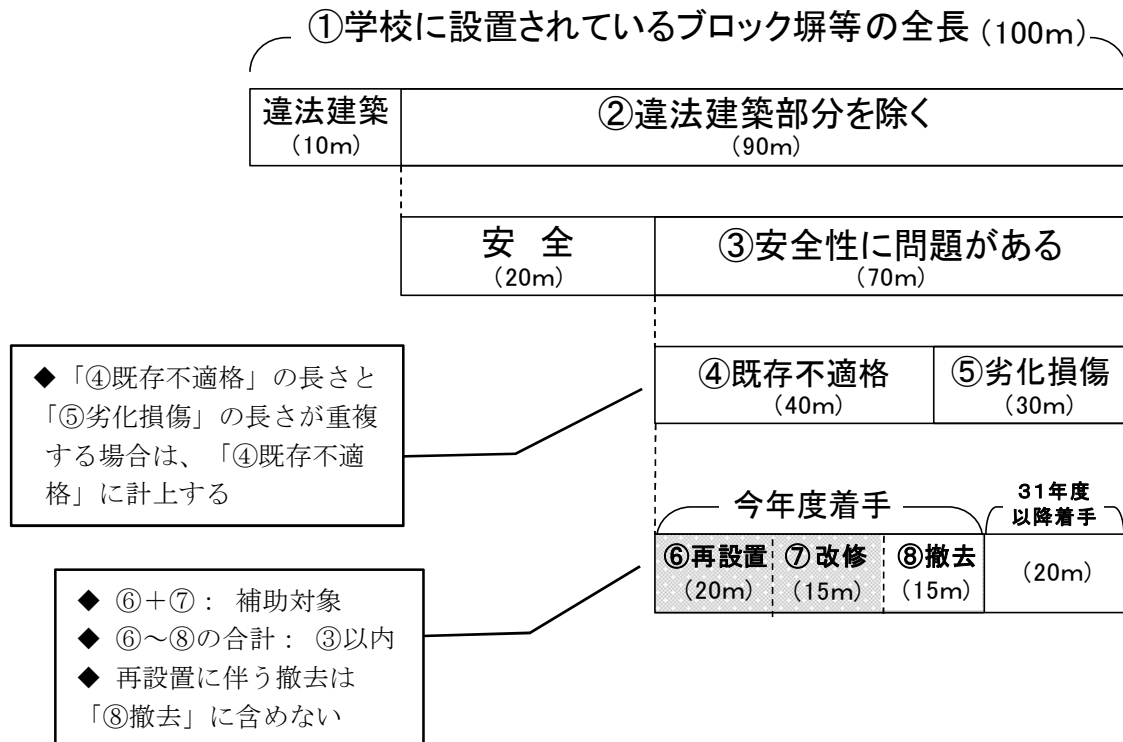 ①学校に設置されているブロック塀等の全長（100m）
違法建築
（10m）
②違法建築部分を除く
（90m）
安　全
（20m）
③安全性に問題がある
（70m）
◆「④既存不適格」の長さと
「⑤劣化損傷」の長さが重複
する場合は、「④既存不適
格」に計上する
④既存不適格
（40m）
⑤劣化損傷
（30m）
今年度着手
31年度
以降着手
⑥再設置
（20m）
⑦改修
（15m）
⑧撤去
（15m）
（20m）
◆ ⑥＋⑦： 補助対象
◆ ⑥～⑧の合計： ③以内
◆ 再設置に伴う撤去は
「⑧撤去」に含めない